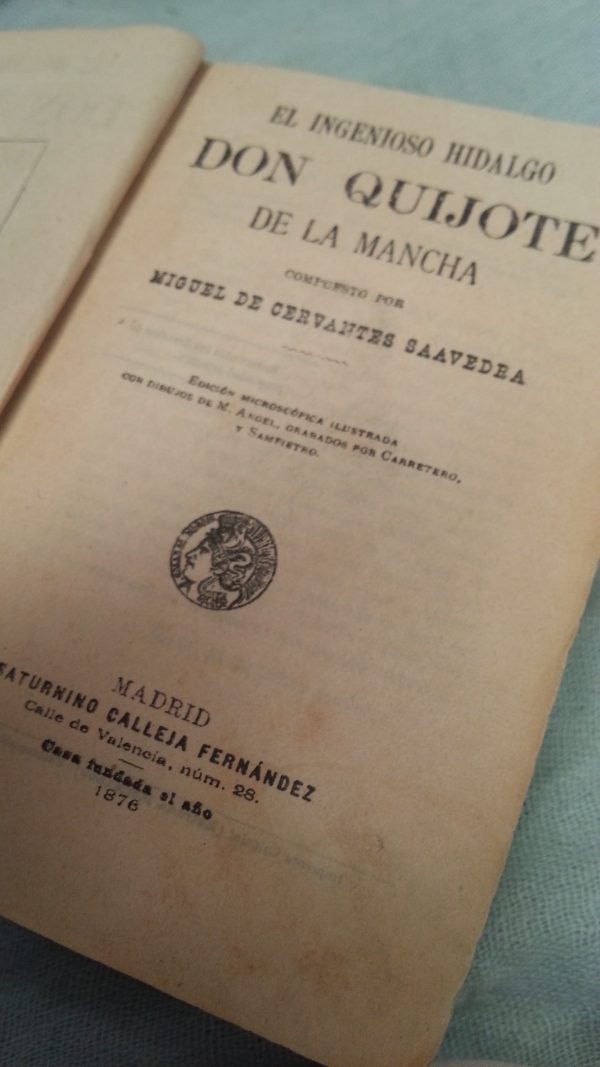 EL INGENIOSO HIDALGO
DON QUIJOTE
DE LA MANCHA
COMPUESTO POR
MIGUEL DE CERVANTES SAAVEDRA
EDICIÓN MICROSCÓPICA ILUSTRADA
CON DIBUJOS DE M. ANGEL, GRABADOS POR CARRETERO,
Y SAMPIETRO.
MADRID
SATURNINO CALLEJA FERNÁNDEZ
Calle de Valencia, núm. 28.
Casa fundada el año
1876